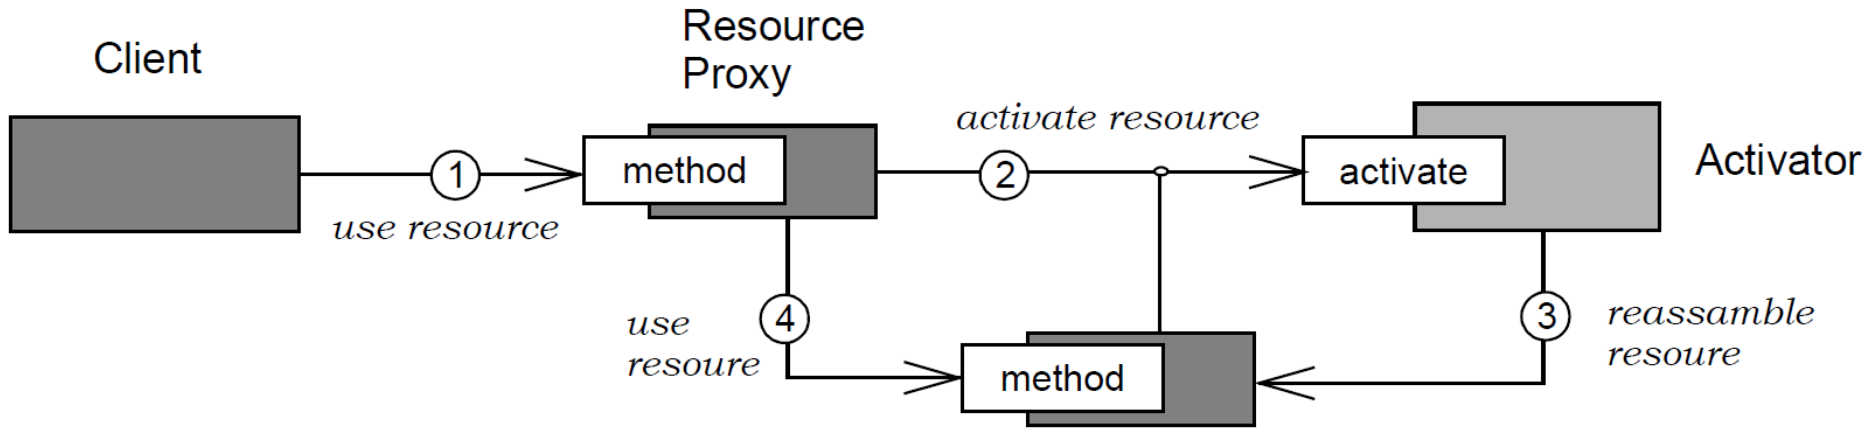 Client
Resource
Proxy
activate resource
method
1
2
activate
Activator
use resource
use
resoure
4
3
reassamble
resoure
method